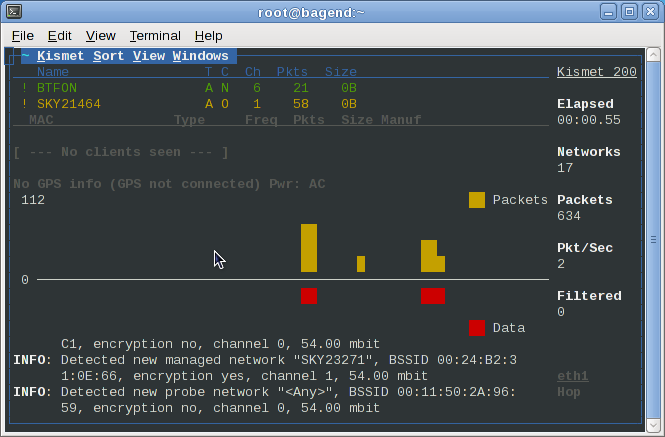 root@bagend:~
File Edit View Terminal Help
~ Kismet Sort View Windows
Name T C Ch Pkts Size
Kismet 200
! BTFON A N 6 21 0B
! SKY21464 A O 1 58 0B
Elapsed
MAC Type Freq Pkts Size Manuf
00:00.55
[ --- No clients seen --- ]
Networks
17
No GPS info (GPS not connected) Pwr: AC
112
Packets
Packets
634
Pkt/Sec
2
0
Filtered
0
Data
C1, encryption no, channel 0, 54.00 mbit
INFO: Detected new managed network "SKY23271", BSSID 00:24:B2:3
1:0E:66, encryption yes, channel 1, 54.00 mbit
eth1
INFO: Detected new probe network "<Any>", BSSID 00:11:50:2A:96:
Hop
59, encryption no, channel 0, 54.00 mbit